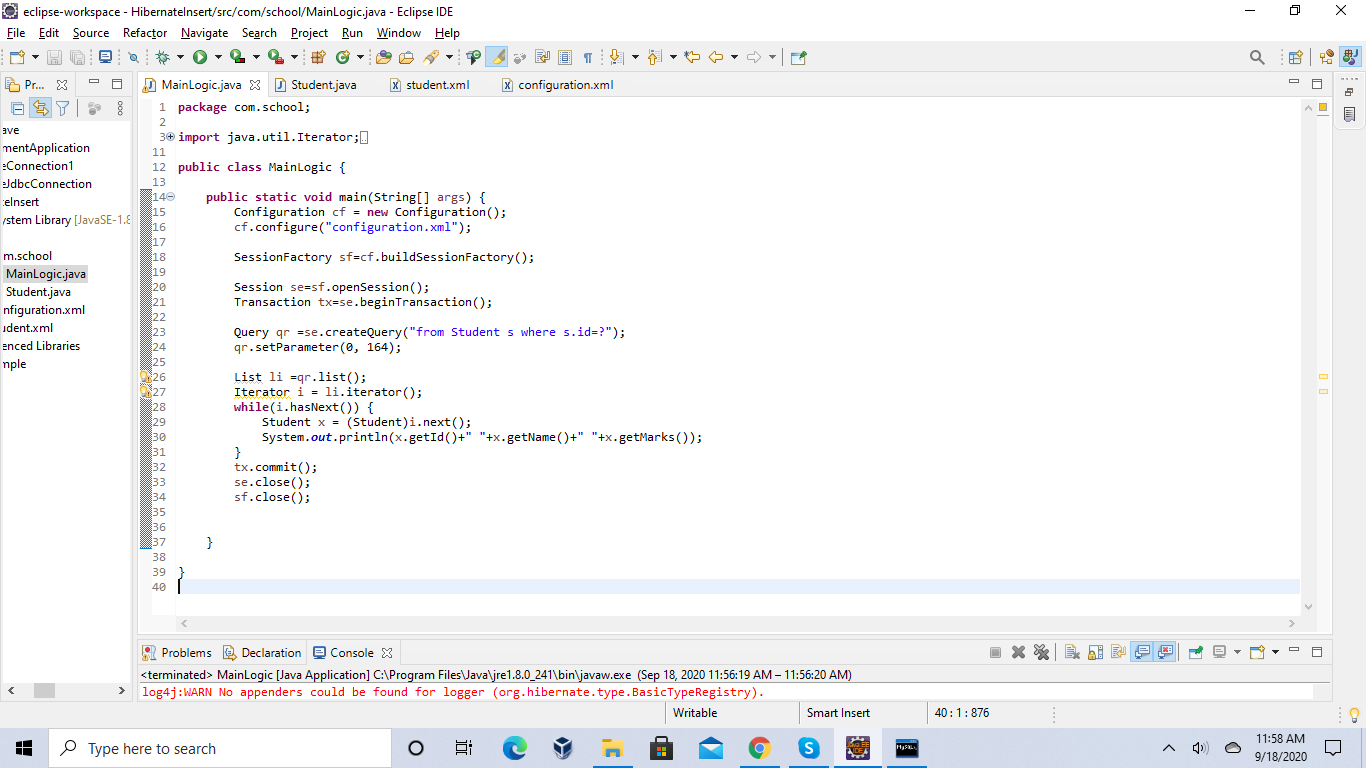 eclipse-workspace - HibernateInsert/src/com/school/MainLogic.java - Eclipse IDE
File Edit Source Refactor Navigate Search Project Run Window Help
Pr...
MainLogic.java Student.java student.xml configuration.xml
ave
mentApplication
eConnection1
eJdbcConnection
teInsert
ystem Library [JavaSE-1.8
m.school
MainLogic.java
Student.java
nfiguration.xml
udent.xml
enced Libraries
mple
1 package com.school;
2
3 import java.util.Iterator;
11
12 public class MainLogic {
13
14 public static void main(String[] args) {
15 Configuration cf = new Configuration();
16 cf.configure("configuration.xml");
17
18 SessionFactory sf=cf.buildSessionFactory();
19
20 Session se=sf.openSession();
21 Transaction tx=se.beginTransaction();
22
23 Query qr =se.createQuery("from Student s where s.id=?");
24 qr.setParameter(0, 164);
25
26 List li =qr.list();
27 Iterator i = li.iterator();
28 while(i.hasNext()) {
29 Student x = (Student)i.next();
30 System.out.println(x.getId()+" "+x.getName()+" "+x.getMarks());
31 }
32 tx.commit();
33 se.close();
34 sf.close();
35
36
37 }
38
39 }
40
Problems Declaration Console
<terminated> MainLogic [Java Application] C:\Program Files\Java\jre1.8.0_241\bin\javaw.exe (Sep 18, 2020 11:56:19 AM – 11:56:20 AM)
log4j:WARN No appenders could be found for logger (org.hibernate.type.BasicTypeRegistry).
Writable Smart Insert 40 : 1 : 876
Type here to search
11:58 AM
9/18/2020